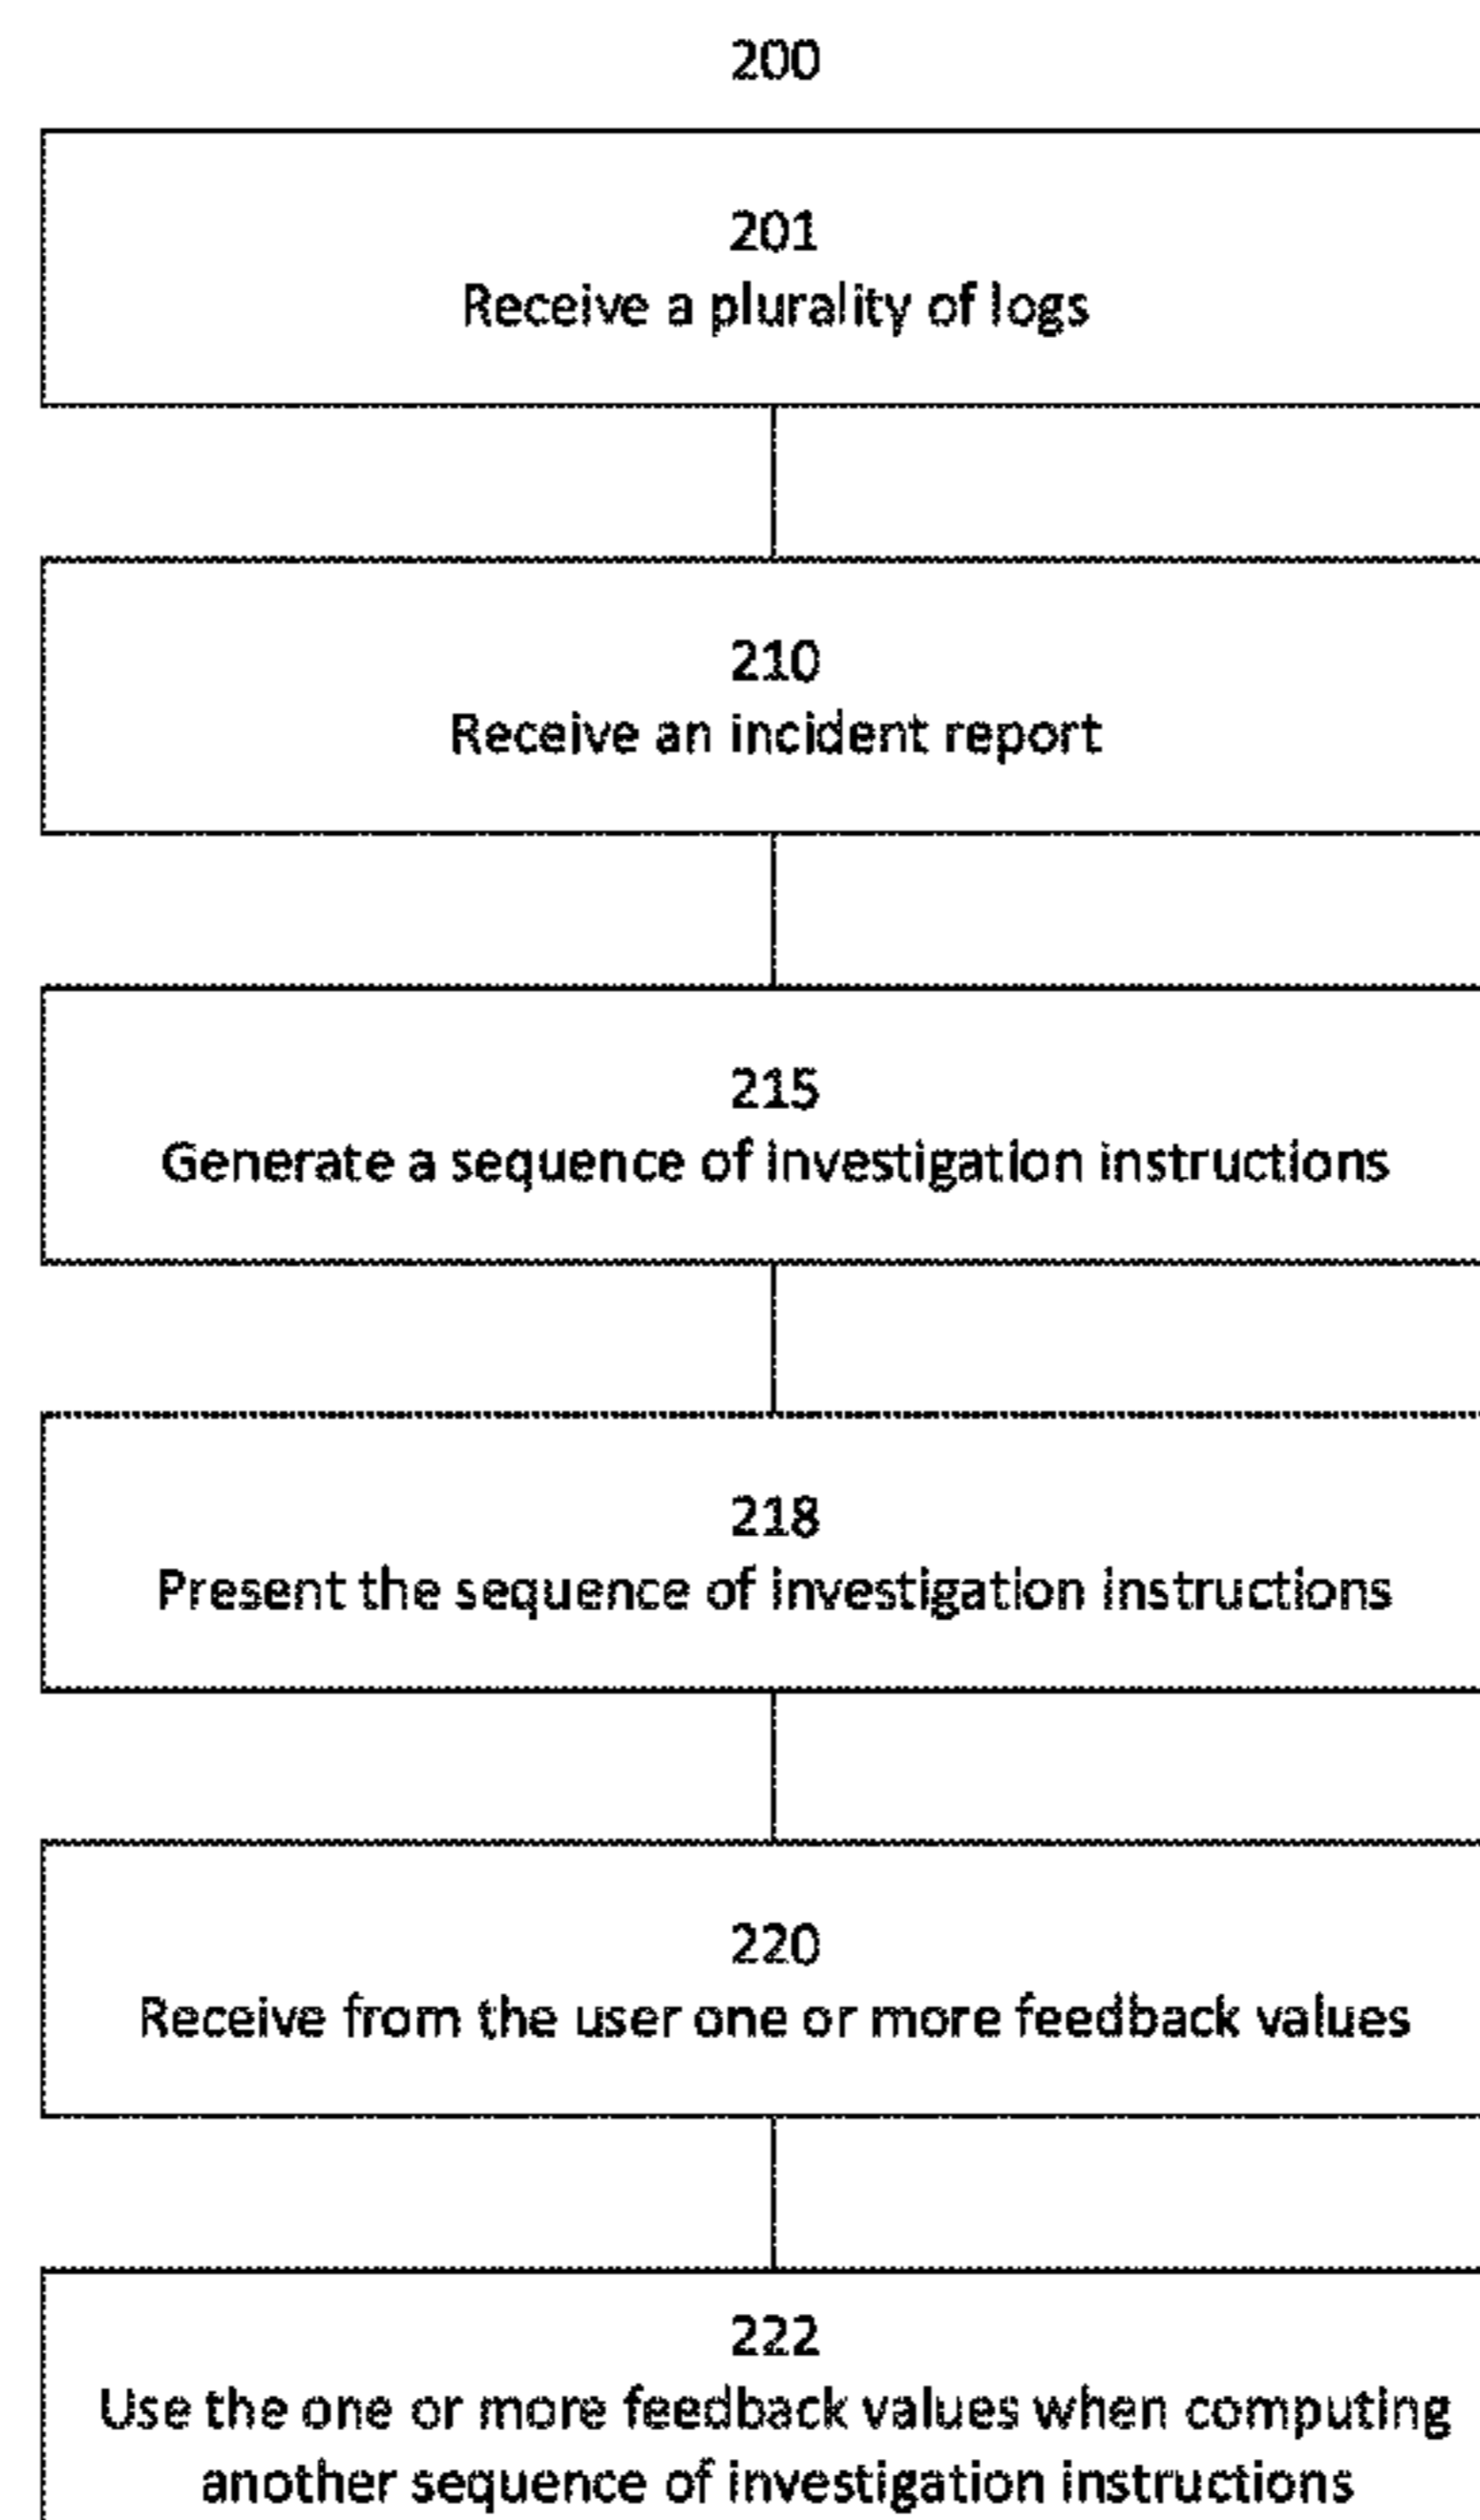 200
201
Receive a plurality of logs
210
Receive an incident report
215
Generate a sequence of investigation instructions
218
Present the sequence of investigation instructions
220
Receive from the user one or more feedback values
222
Use the one or more feedback values when computing
another sequence of investigation instructions